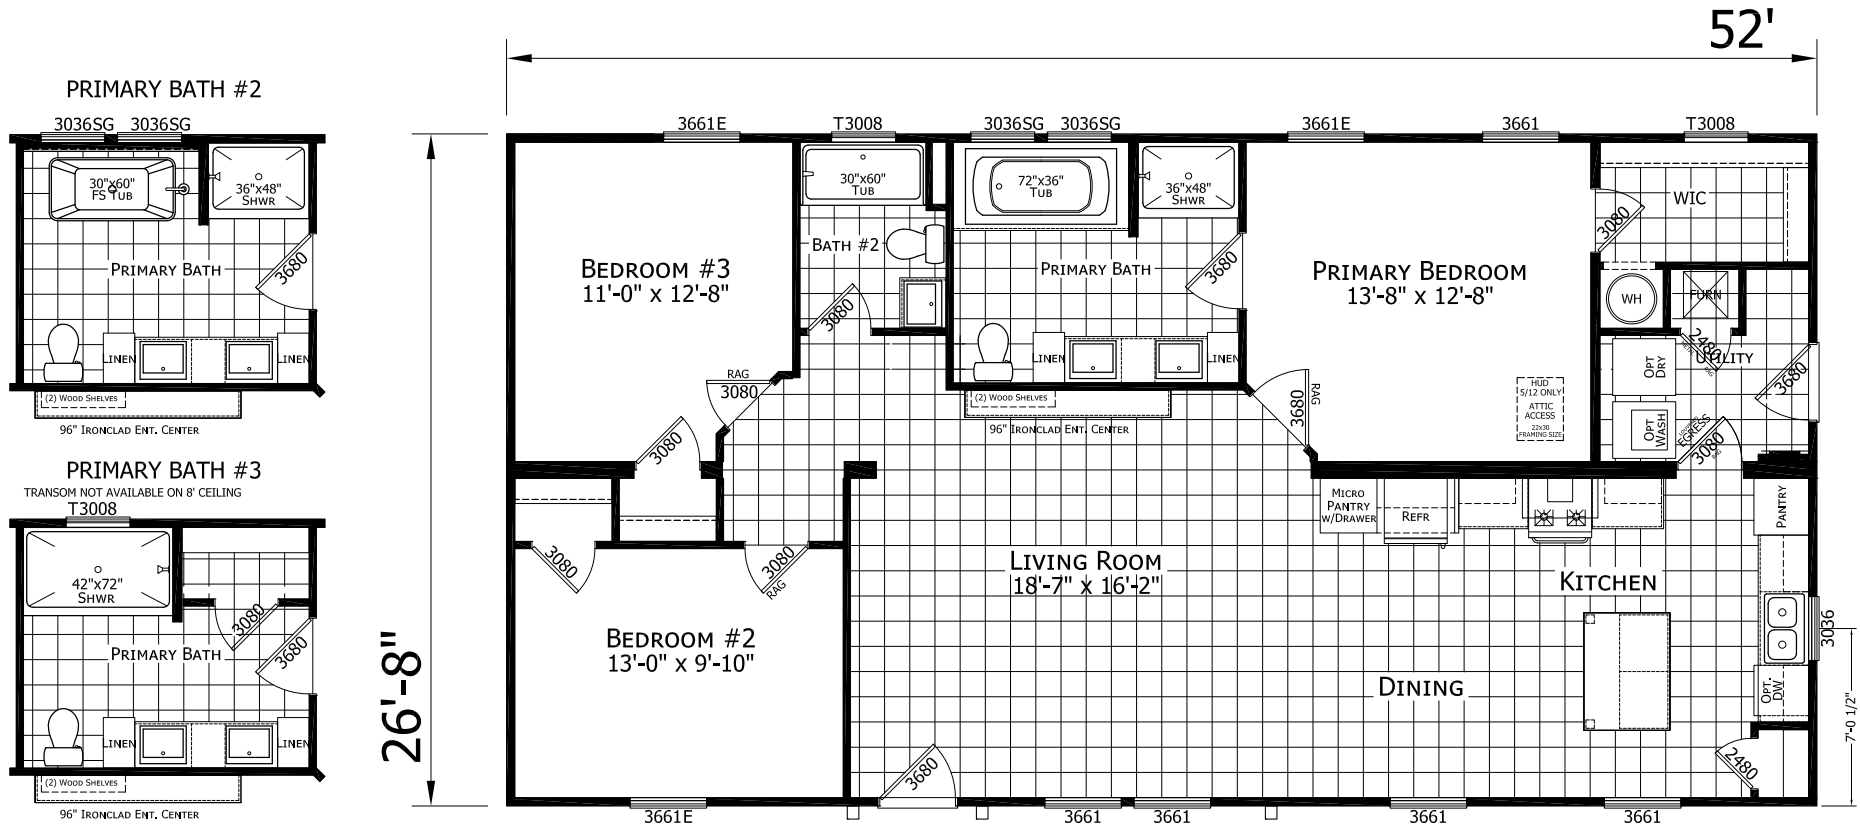 52'
PRIMARY BATH #2
3036SG 3036SG
30"x60"
FS TUB
36"x48"
SHWR
PRIMARY BATH
3680
LINEN
LINEN
(2) WOOD SHELVES
96" IRONCLAD ENT. CENTER
PRIMARY BATH #3
TRANSOM NOT AVAILABLE ON 8' CEILING
T3008
42"x72"
SHWR
3080
PRIMARY BATH
3680
LINEN
LINEN
(2) WOOD SHELVES
96" IRONCLAD ENT. CENTER
26'-8"
3661E
T3008
3036SG 3036SG
3661E
3661
T3008
BEDROOM #3
11'-0" x 12'-8"
RAG
3080
3080
30"x60"
TUB
BATH #2
3080
72"x36"
TUB
36"x48"
SHWR
PRIMARY BATH
3680
LINEN
LINEN
(2) WOOD SHELVES
96" IRONCLAD ENT. CENTER
PRIMARY BEDROOM
13'-8" x 12'-8"
3680
RAG
HUD
5/12 ONLY
ATTIC
ACCESS
22x30
FRAMING SIZE
WIC
3080
WH
FURN
2480
RAG
UTILITY
OPT
DRY
OPT
WASH
3680
EGRESS
3080
RAG
3080
3080
RAG
BEDROOM #2
13'-0" x 9'-10"
LIVING ROOM
18'-7" x 16'-2"
MICRO
PANTRY
W/DRAWER
REFR
PANTRY
KITCHEN
DINING
OPT.
DW
3036
7'-0 1/2"
2480
3680
3661E
3661
3661
3661
3661